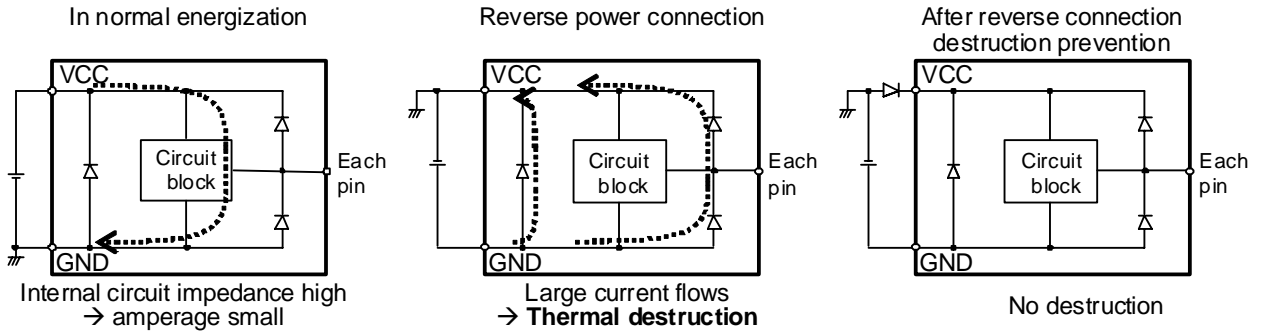 In normal energization
VCC
Circuit
block
Each
pin
GND
Internal circuit impedance high
→ amperage small
Reverse power connection
VCC
Circuit
block
Each
pin
GND
Large current flows
→ Thermal destruction
After reverse connection
destruction prevention
VCC
Circuit
block
Each
pin
GND
No destruction